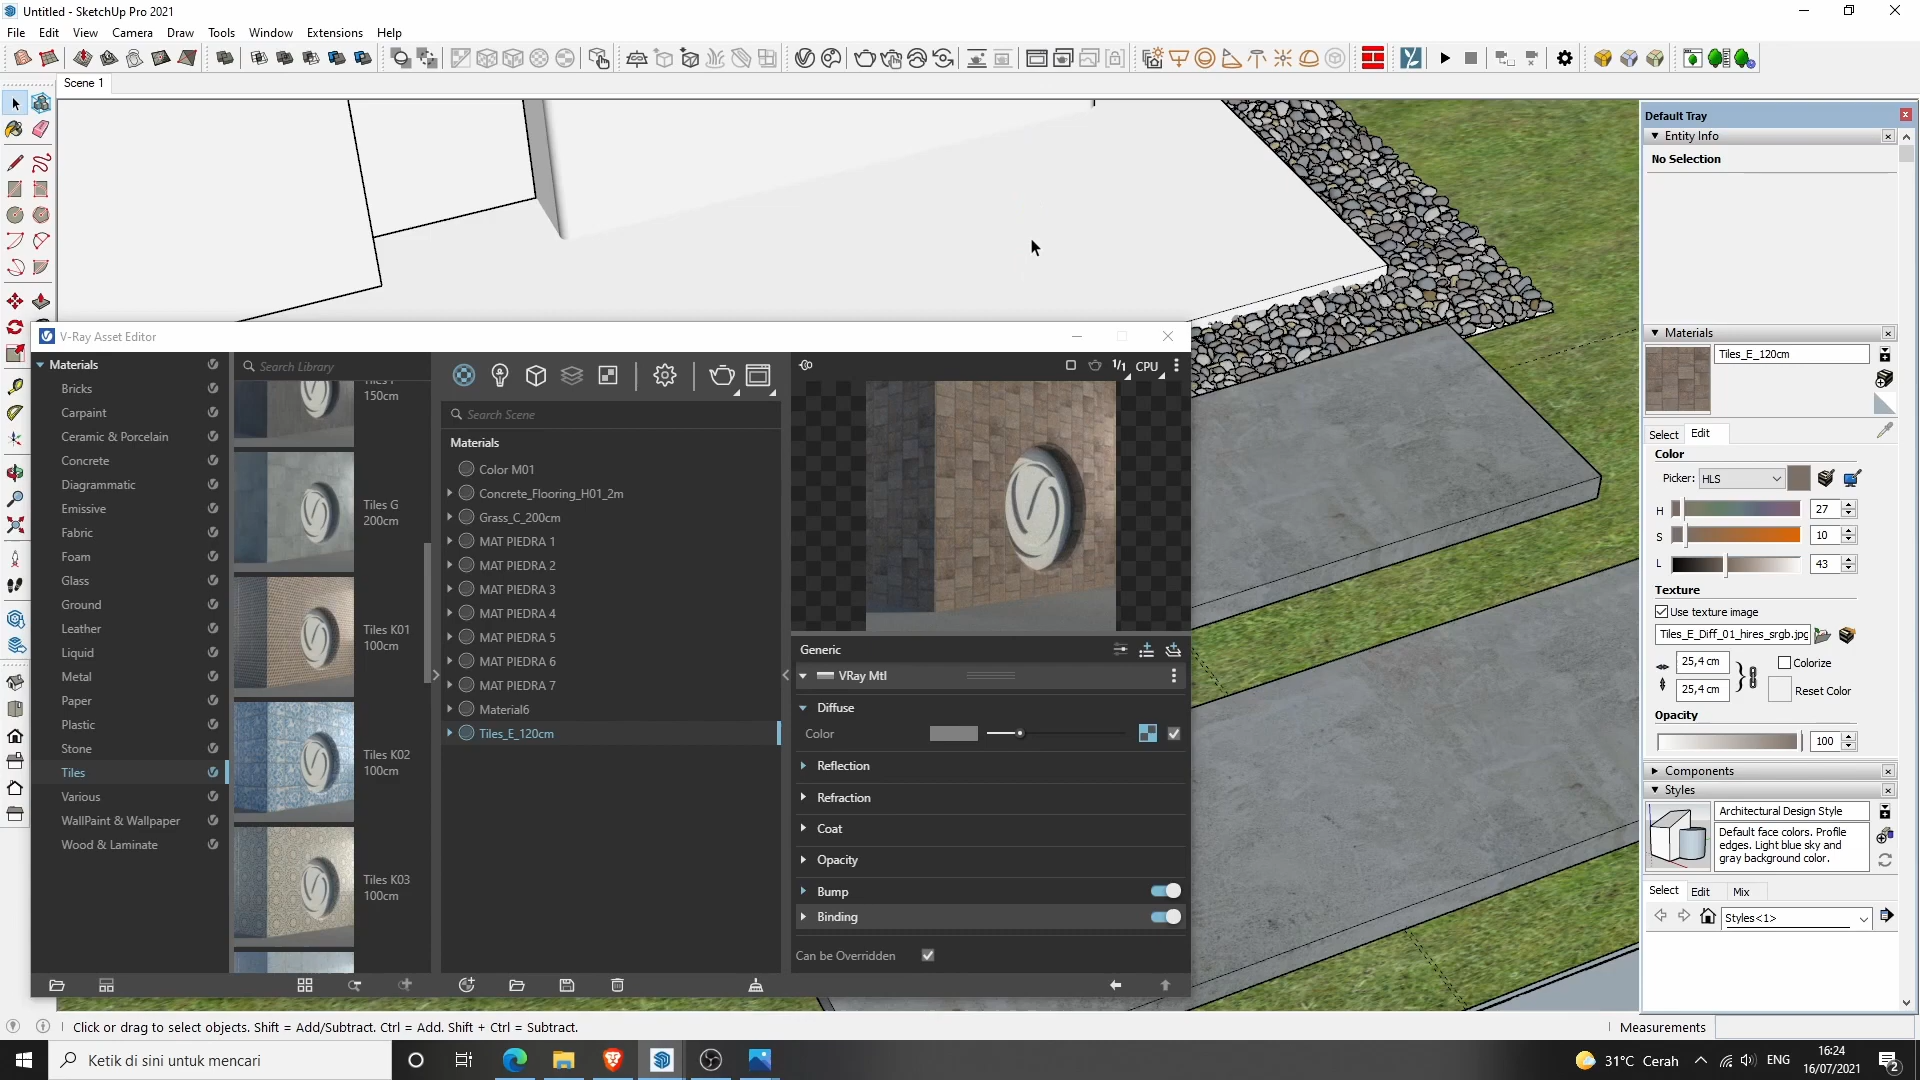 Untitled - SketchUp Pro 2021
File Edit View Camera Draw Tools Window Extensions Help
Scene 1
Default Tray
Entity Info
No Selection
Materials
Tiles_E_120cm
Select Edit
Color
Picker: HLS
H 27
S 10
L 43
Texture
Use texture image
Tiles_E_Diff_01_hires_srgb.jpg
25,4 cm Colorize
25,4 cm Reset Color
Opacity
100
Components
Styles
Architectural Design Style
Default face colors. Profile
edges. Light blue sky and
gray background color.
Select Edit Mix
Styles<1>
V-Ray Asset Editor
Materials
Bricks
Carpaint
Ceramic & Porcelain
Concrete
Diagrammatic
Emissive
Fabric
Foam
Glass
Ground
Leather
Liquid
Metal
Paper
Plastic
Stone
Tiles
Various
WallPaint & Wallpaper
Wood & Laminate
Search Library
150cm
Tiles G
200cm
Tiles K01
100cm
Tiles K02
100cm
Tiles K03
100cm
Search Scene
Materials
Color M01
Concrete_Flooring_H01_2m
Grass_C_200cm
MAT PIEDRA 1
MAT PIEDRA 2
MAT PIEDRA 3
MAT PIEDRA 4
MAT PIEDRA 5
MAT PIEDRA 6
MAT PIEDRA 7
Material6
Tiles_E_120cm
1/1 CPU
Generic
VRay Mtl
Diffuse
Color
Reflection
Refraction
Coat
Opacity
Bump
Binding
Can be Overridden
Click or drag to select objects. Shift = Add/Subtract. Ctrl = Add. Shift + Ctrl = Subtract.
Measurements
Ketik di sini untuk mencari
31°C Cerah
ENG
16:24
16/07/2021
2